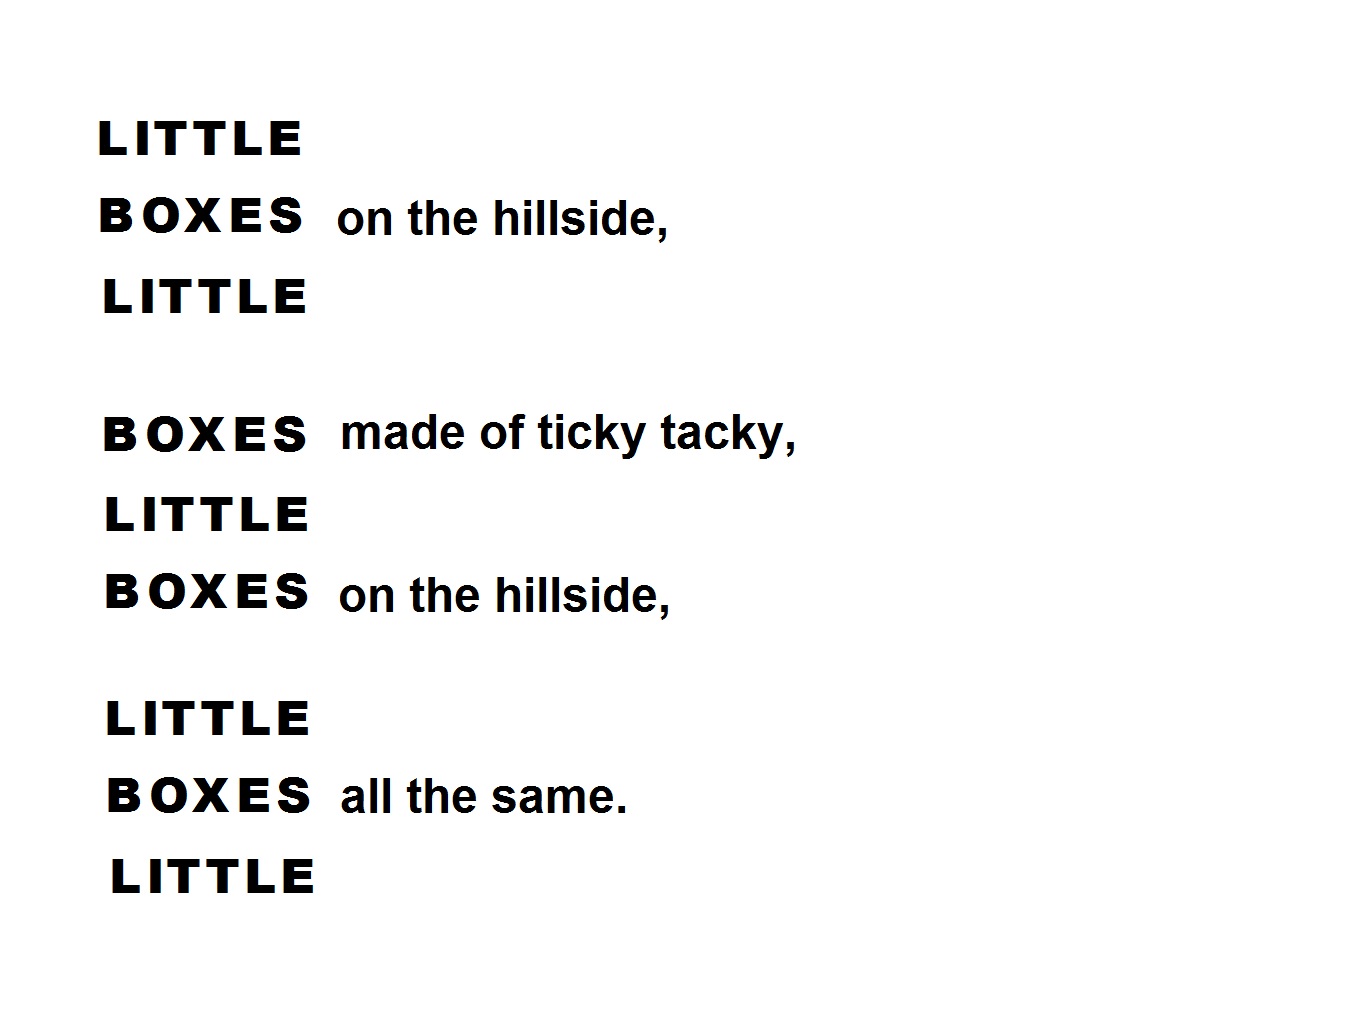 LITTLE
BOXES on the hillside,
LITTLE
BOXES made of ticky tacky,
LITTLE
BOXES on the hillside,
LITTLE
BOXES all the same.
LITTLE